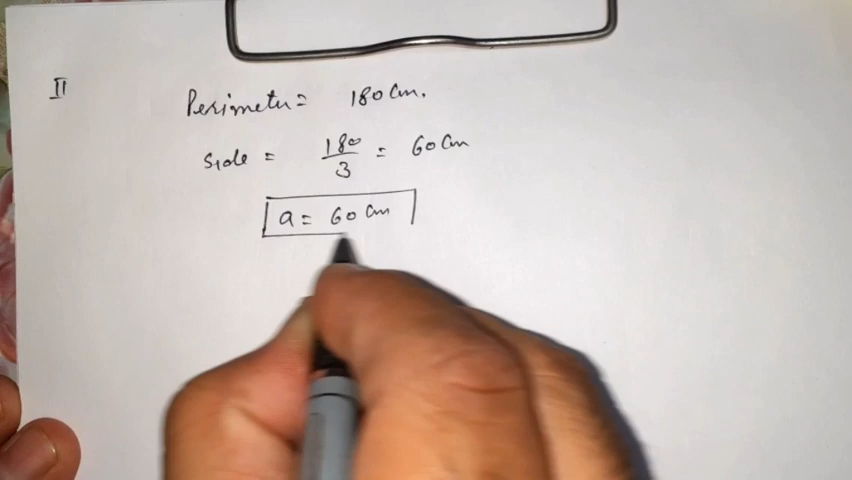 II
Perimeter = 180 cm.
Side = 180/3 = 60 cm
a = 60 cm